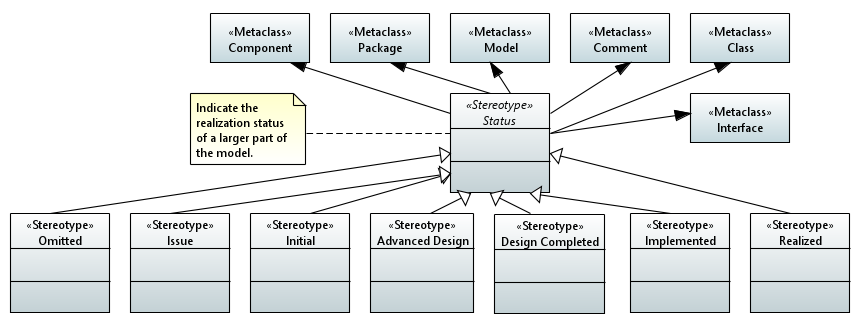 «Metaclass»
Component
«Metaclass»
Package
«Metaclass»
Model
«Metaclass»
Comment
«Metaclass»
Class
Indicate the
realization status
of a larger part of
the model.
«Stereotype»
Status
«Metaclass»
Interface
«Stereotype»
Omitted
«Stereotype»
Issue
«Stereotype»
Initial
«Stereotype»
Advanced Design
«Stereotype»
Design Completed
«Stereotype»
Implemented
«Stereotype»
Realized